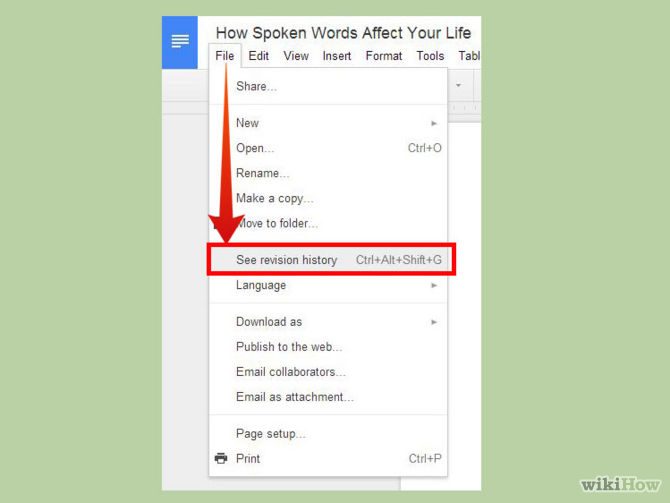 How Spoken Words Affect Your Life
File Edit View Insert Format Tools
Share...
New
Open... Ctrl+O
Rename...
Make a copy...
Move to folder...
See revision history Ctrl+Alt+Shift+G
Language
Download as
Publish to the web...
Email collaborators...
Email as attachment...
Page setup...
Print Ctrl+P
wikiHow